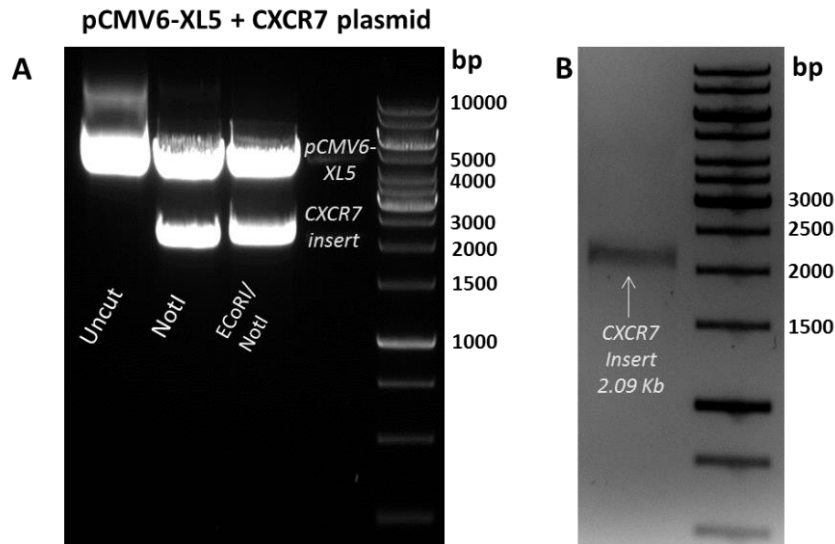 pCMV6-XL5 + CXCR7 plasmid
A
bp
10000
5000
4000
3000
2000
1500
1000
pCMV6-
XL5
CXCR7
insert
Uncut
NotI
ECoRI/
NotI
B
bp
3000
2500
2000
1500
CXCR7
Insert
2.09 Kb